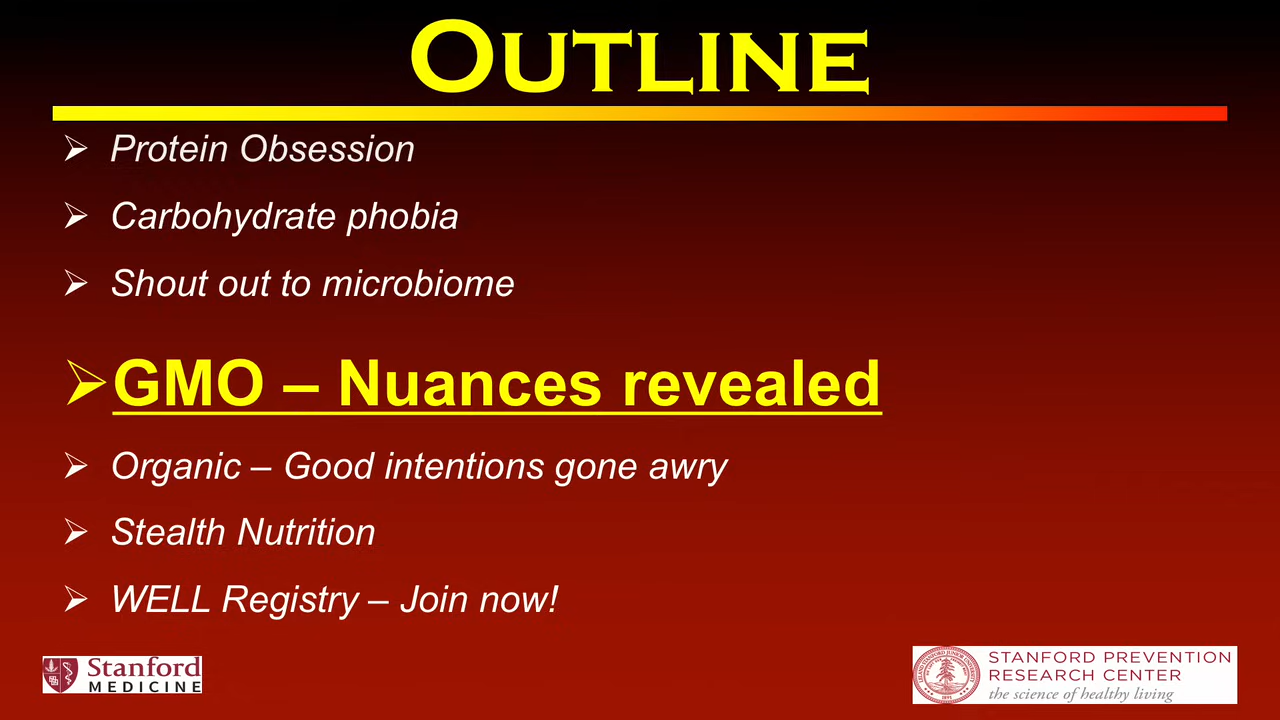 OUTLINE
➢ Protein Obsession
➢ Carbohydrate phobia
➢ Shout out to microbiome
➢ GMO – Nuances revealed
➢ Organic – Good intentions gone awry
➢ Stealth Nutrition
➢ WELL Registry – Join now!
Stanford
MEDICINE
STANFORD PREVENTION
RESEARCH CENTER
the science of healthy living